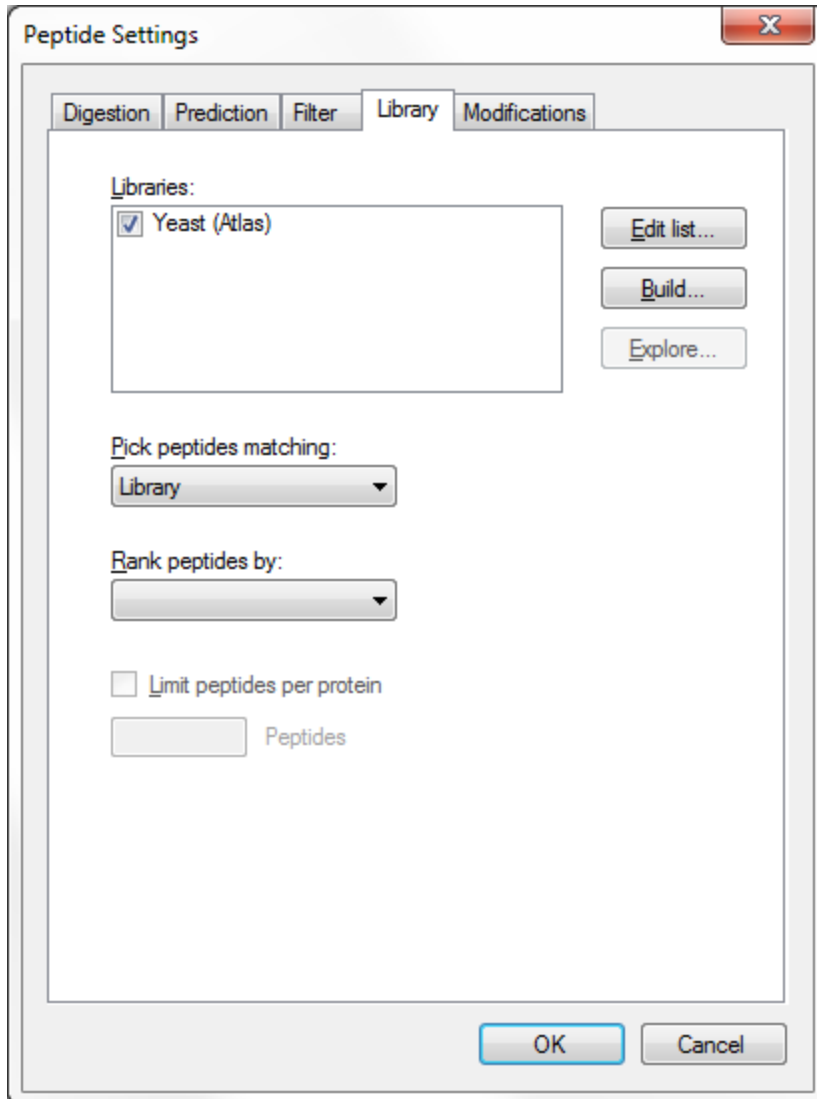 Peptide Settings
Digestion Prediction Filter Library Modifications
Libraries:
Yeast (Atlas)
Edit list...
Build...
Explore...
Pick peptides matching:
Library
Rank peptides by:
Limit peptides per protein
Peptides
OK Cancel